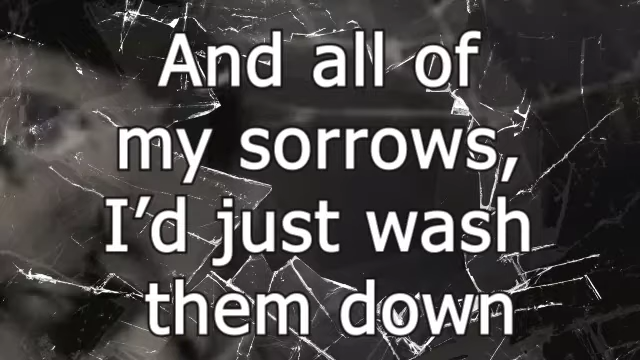 And all of
my sorrows,
I’d just wash
them down